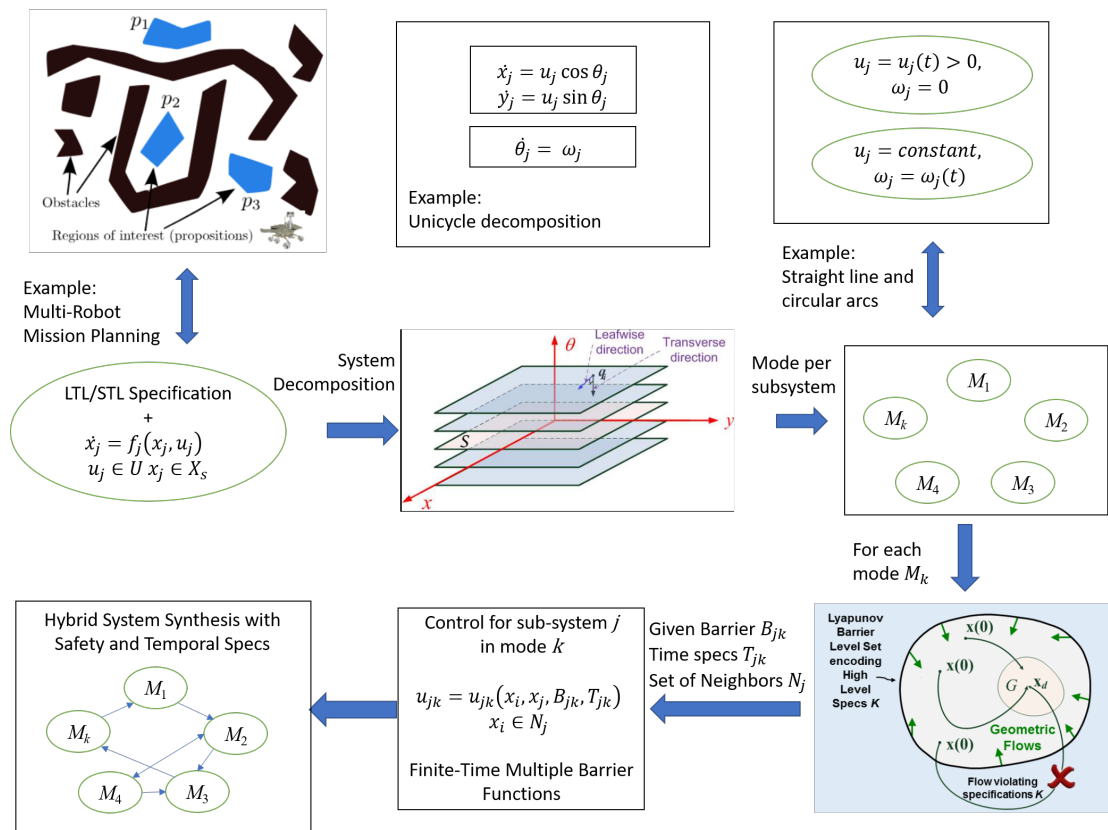 p₁
p₂
p₃
Obstacles
Regions of interest (propositions)
ẋⱼ = uⱼ cos θⱼ
ẏⱼ = uⱼ sin θⱼ
θ̇ⱼ = ωⱼ
Example:
Unicycle decomposition
uⱼ = uⱼ(t) > 0,
ωⱼ = 0
uⱼ = constant,
ωⱼ = ωⱼ(t)
Example:
Multi-Robot
Mission Planning
Example:
Straight line and
circular arcs
LTL/STL Specification
+
ẋⱼ = fⱼ(xⱼ, uⱼ)
uⱼ ∈ U xⱼ ∈ Xₛ
System
Decomposition
θ
Leafwise
direction
Transverse
direction
q
S
y
x
Mode per
subsystem
M₁
Mₖ
M₂
M₄
M₃
For each
mode Mₖ
Hybrid System Synthesis with
Safety and Temporal Specs
M₁
Mₖ
M₂
M₄
M₃
Control for sub-system j
in mode k
uⱼₖ = uⱼₖ(xᵢ, xⱼ, Bⱼₖ, Tⱼₖ)
xᵢ ∈ Nⱼ
Finite-Time Multiple Barrier
Functions
Given Barrier Bⱼₖ
Time specs Tⱼₖ
Set of Neighbors Nⱼ
Lyapunov
Barrier
Level Set
encoding
High
Level
Specs K
x(0)
x(0)
G
x_d
Geometric
Flows
x(0)
Flow violating
specifications K